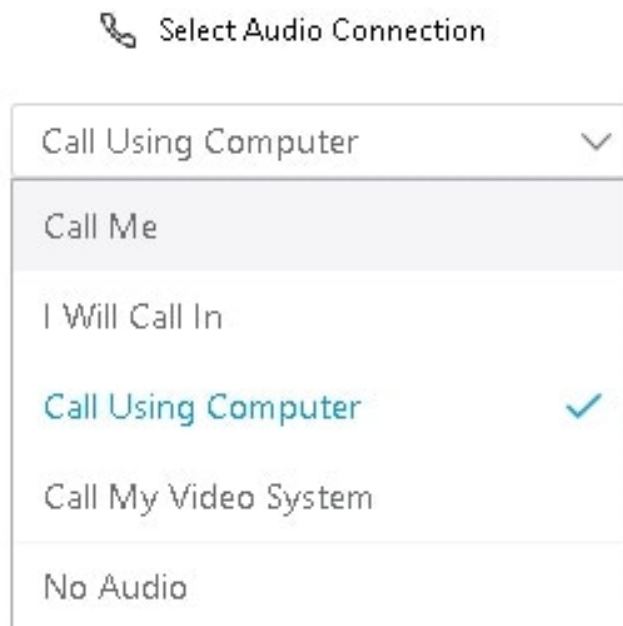 Select Audio Connection
Call Using Computer
Call Me
I Will Call In
Call Using Computer
Call My Video System
No Audio